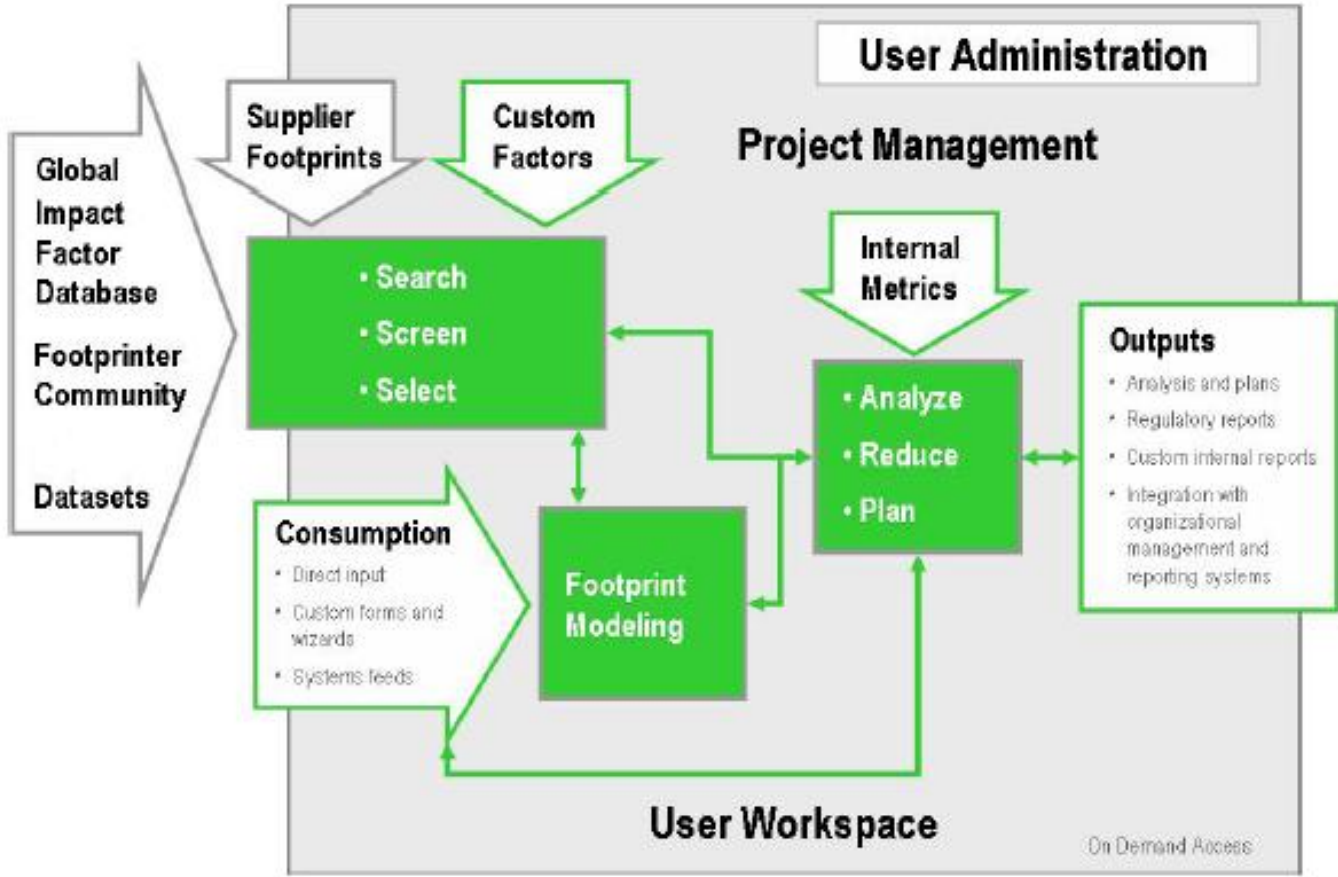 User Administration
Project Management
Supplier
Footprints
Custom
Factors
Global
Impact
Factor
Database
Footprinter
Community
Datasets
• Search
• Screen
• Select
Internal
Metrics
• Analyze
• Reduce
• Plan
Outputs
• Analysis and plans
• Regulatory reports
• Custom internal reports
• Integration with
organizational
management and
reporting systems
Consumption
• Direct input
• Custom forms and
wizards
• Systems feeds
Footprint
Modeling
User Workspace
On Demand Access